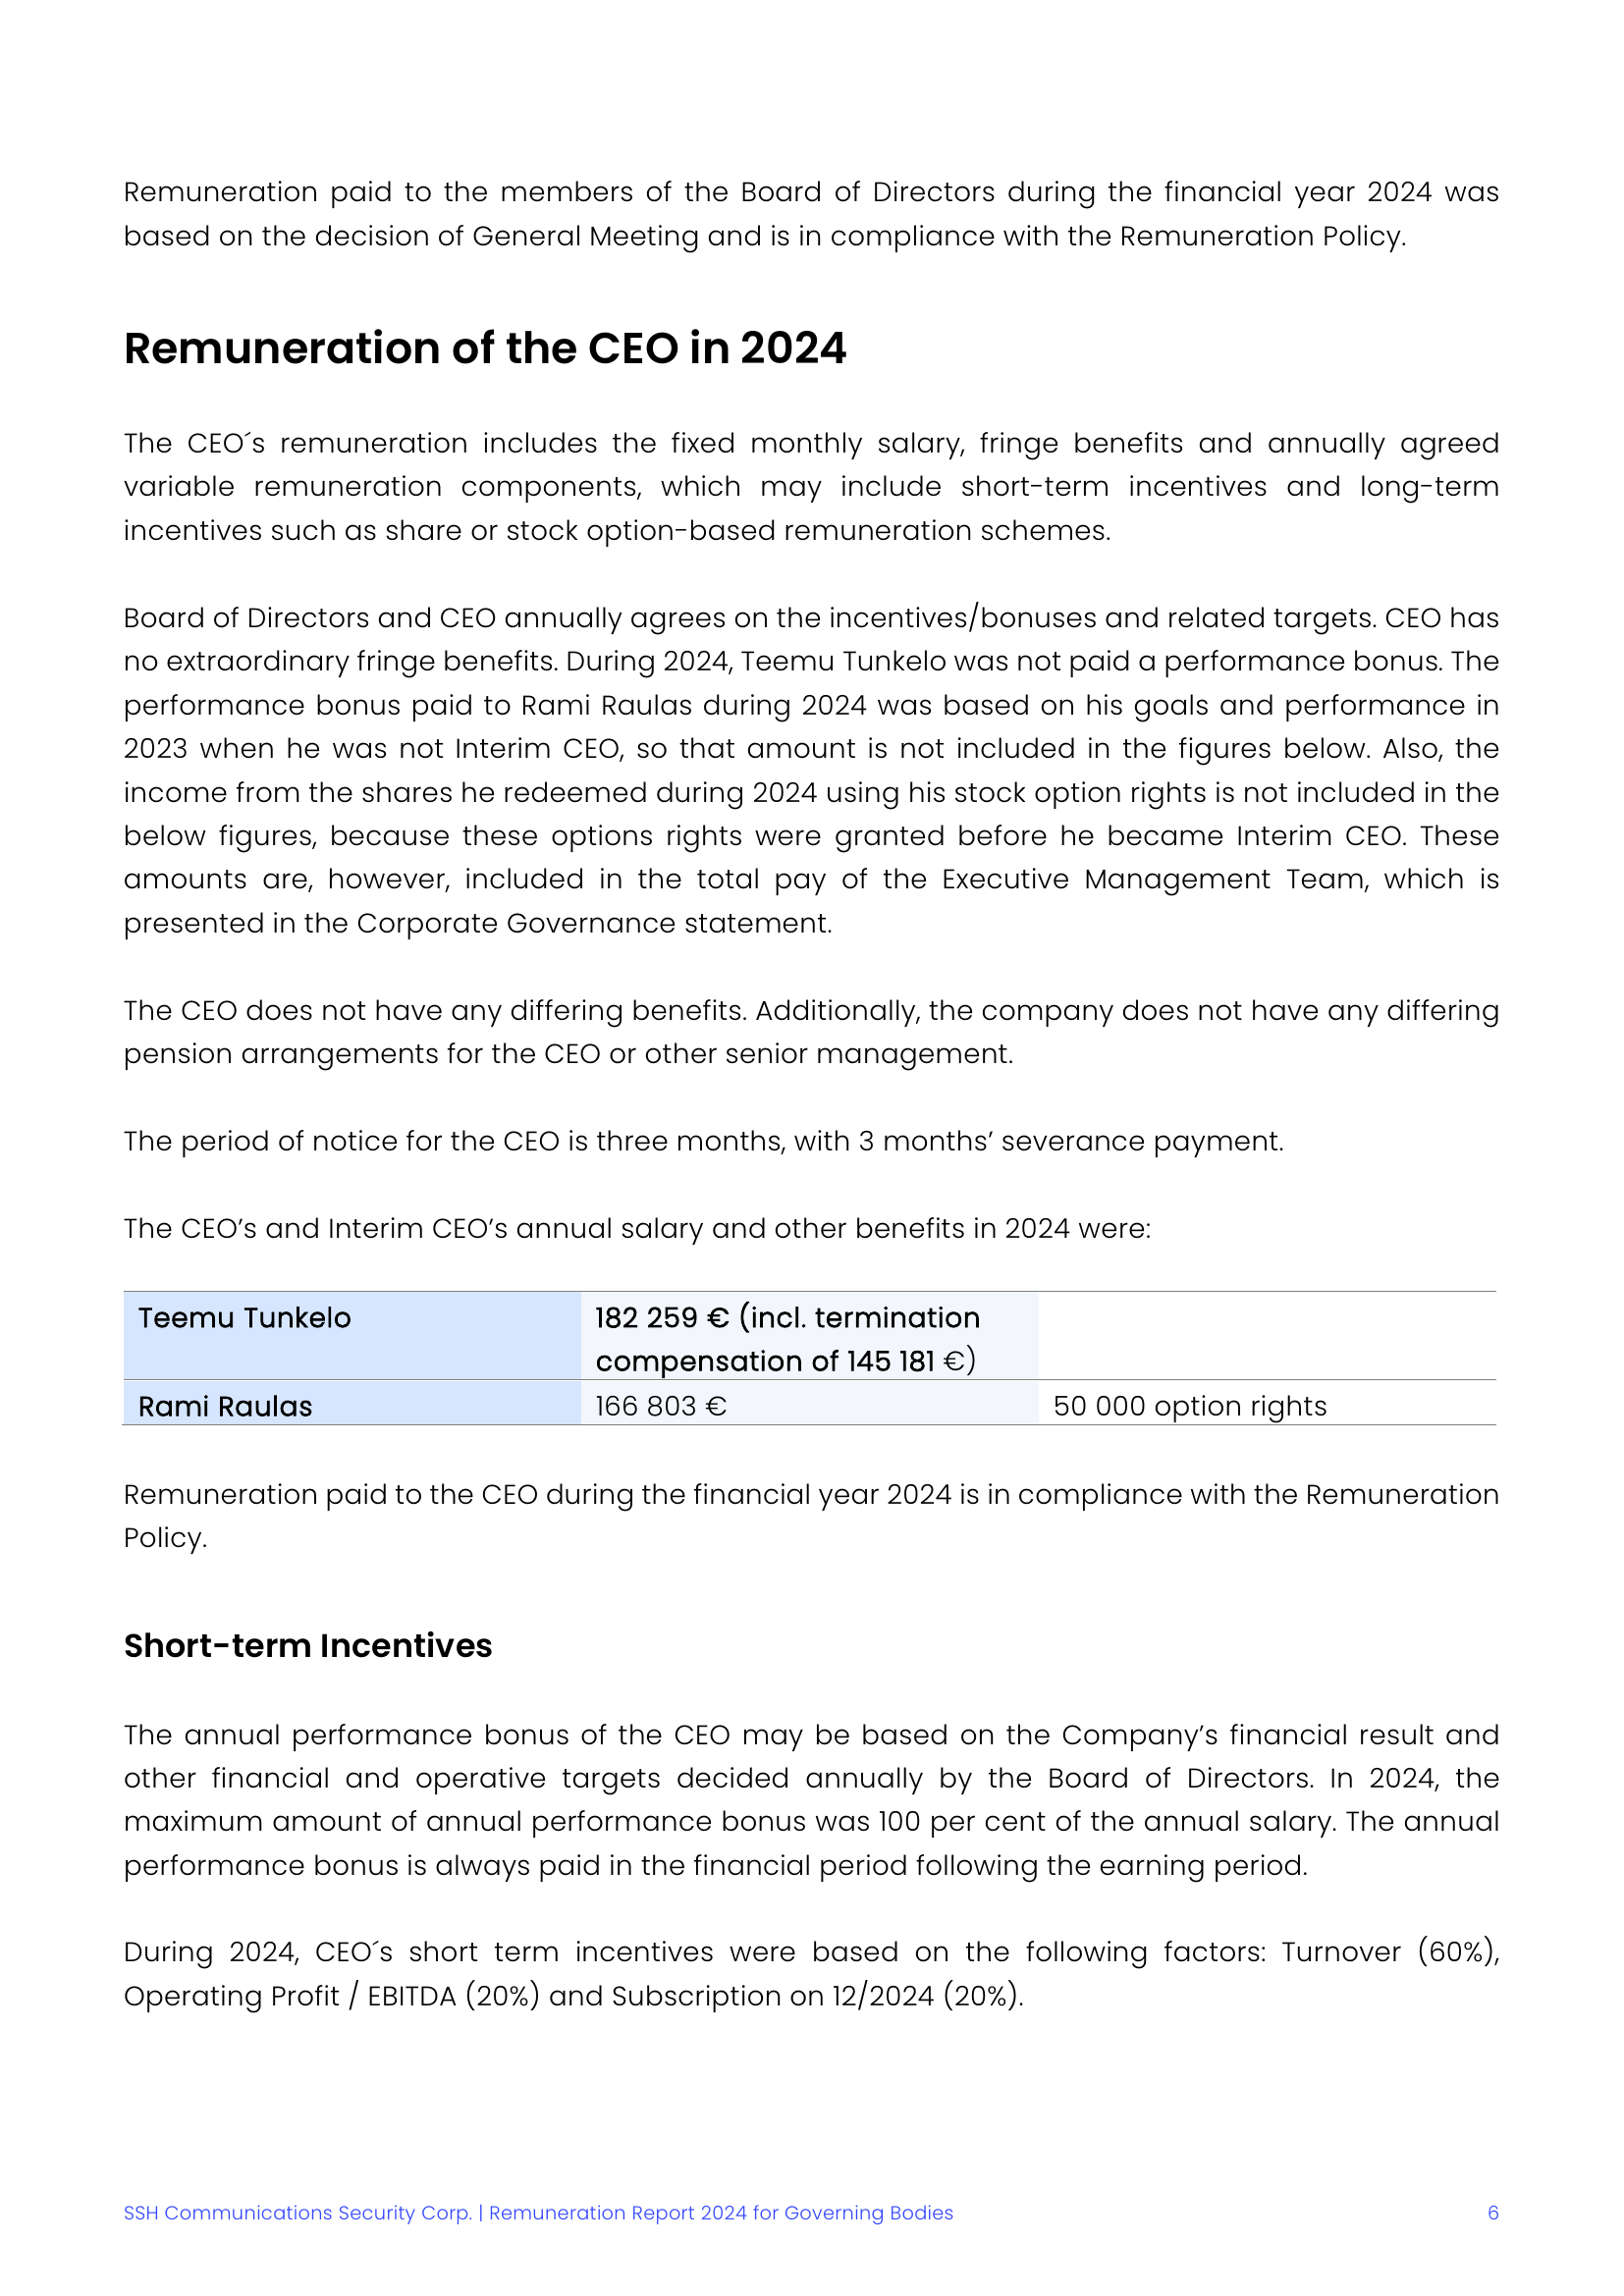 Remuneration paid to the members of the Board of Directors during the financial year 2024 was
based on the decision of General Meeting and is in compliance with the Remuneration Policy.
Remuneration of the CEO in 2024
The CEO´s remuneration includes the fixed monthly salary, fringe benefits and annually agreed
variable remuneration components, which may include short-term incentives and long-term
incentives such as share or stock option-based remuneration schemes.
Board of Directors and CEO annually agrees on the incentives/bonuses and related targets. CEO has
no extraordinary fringe benefits. During 2024, Teemu Tunkelo was not paid a performance bonus. The
performance bonus paid to Rami Raulas during 2024 was based on his goals and performance in
2023 when he was not Interim CEO, so that amount is not included in the figures below. Also, the
income from the shares he redeemed during 2024 using his stock option rights is not included in the
below figures, because these options rights were granted before he became Interim CEO. These
amounts are, however, included in the total pay of the Executive Management Team, which is
presented in the Corporate Governance statement.
The CEO does not have any differing benefits. Additionally, the company does not have any differing
pension arrangements for the CEO or other senior management.
The period of notice for the CEO is three months, with 3 months’ severance payment.
The CEO’s and Interim CEO’s annual salary and other benefits in 2024 were:
Teemu Tunkelo 182 259 € (incl. termination
compensation of 145 181 €)
Rami Raulas 166 803 € 50 000 option rights
Remuneration paid to the CEO during the financial year 2024 is in compliance with the Remuneration
Policy.
Short-term Incentives
The annual performance bonus of the CEO may be based on the Company’s financial result and
other financial and operative targets decided annually by the Board of Directors. In 2024, the
maximum amount of annual performance bonus was 100 per cent of the annual salary. The annual
performance bonus is always paid in the financial period following the earning period.
During 2024, CEO´s short term incentives were based on the following factors: Turnover (60%),
Operating Profit / EBITDA (20%) and Subscription on 12/2024 (20%).
SSH Communications Security Corp. | Remuneration Report 2024 for Governing Bodies 6